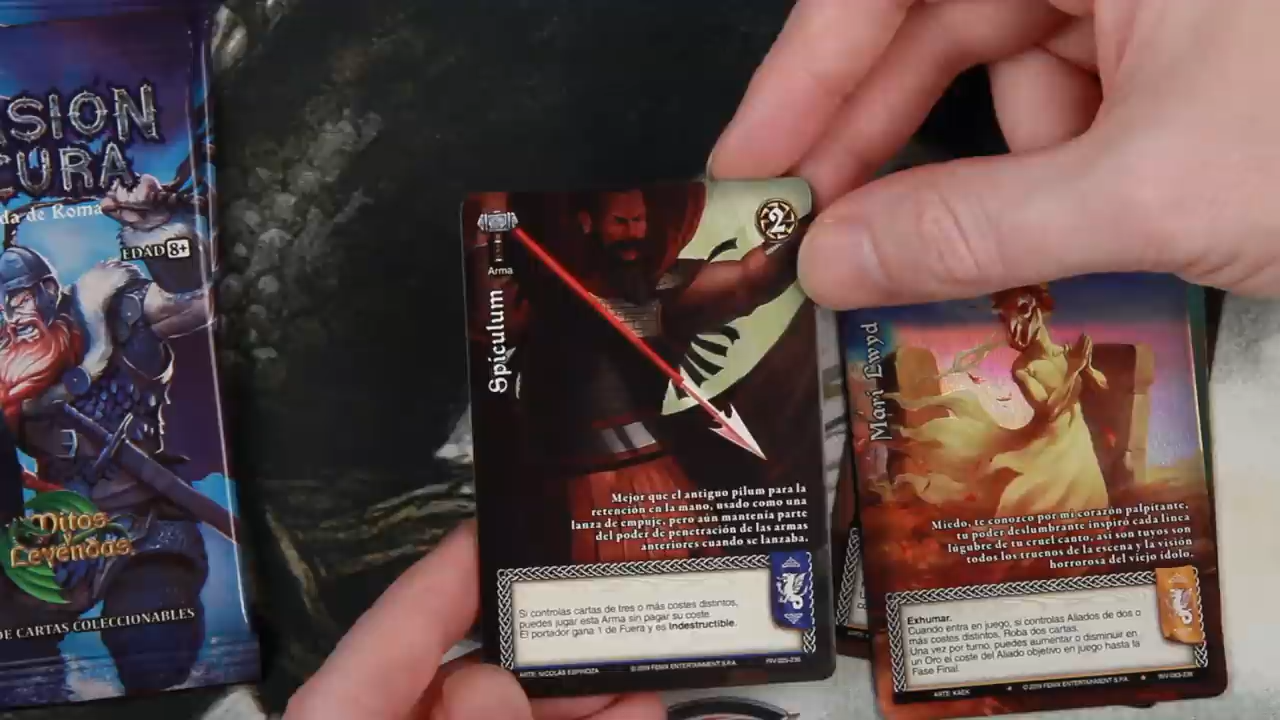 SION
CURA
da de Roma
EDAD 8+
Mitos
y
Leyendas
DE CARTAS COLECCIONABLES
2
Arma
Spiculum
Mejor que el antiguo pilum para la
retención en la mano, usado como una
lanza de empuje, pero aún mantenía parte
del poder de penetración de las armas
anteriores cuando se lanzaba.
Si controlas cartas de tres o más costes distintos,
puedes jugar esta Arma sin pagar su coste.
El portador gana 1 de Fuerza y es Indestructible.
ARTE: NICOLÁS ESPINOZA
© 2019 FENIX ENTERTAINMENT S.P.A.
Mari Lwyd
Miedo, te conozco por mi corazón palpitante,
tu poder deslumbrante inspiró cada línea
lúgubre de tu cruel canto, así son tuyos son
todos los truenos de la escena y la visión
horrorosa del viejo ídolo.
Exhumar.
Cuando entra en juego, si controlas Aliados de dos o
más costes distintos, Roba dos cartas.
Una vez por turno, puedes aumentar o disminuir en
un Oro el coste del Aliado objetivo en juego hasta la
Fase Final.
ARTE: KAEK
© 2019 FENIX ENTERTAINMENT S.P.A.